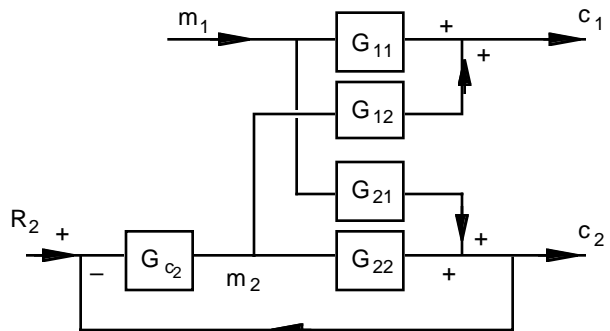 m1 G11 + + c1
G12
G21
R2 + − Gc2 m2 G22 + + c2